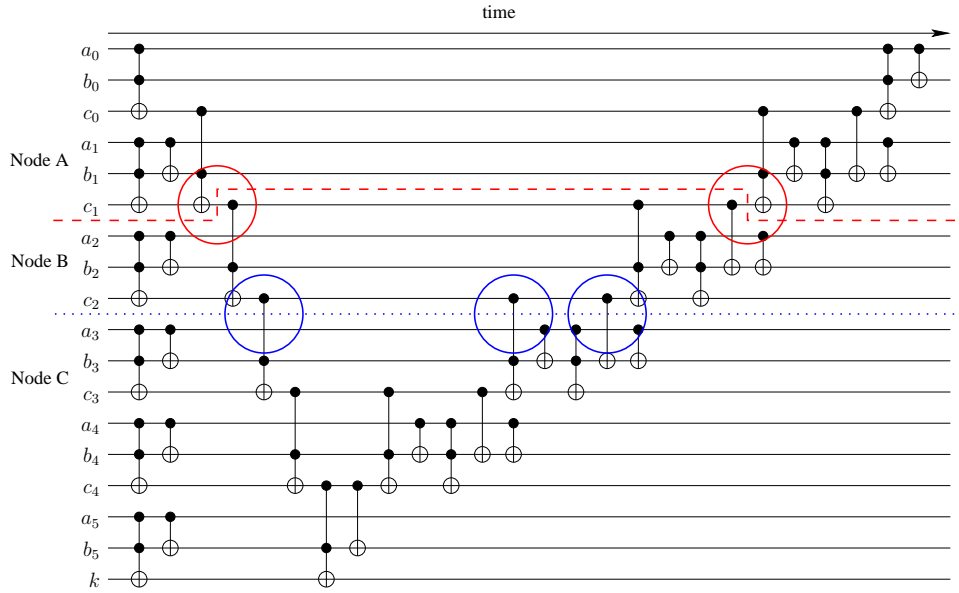 time
a₀
b₀
c₀
a₁
Node A
b₁
c₁
a₂
Node B
b₂
c₂
a₃
b₃
Node C
c₃
a₄
b₄
c₄
a₅
b₅
k